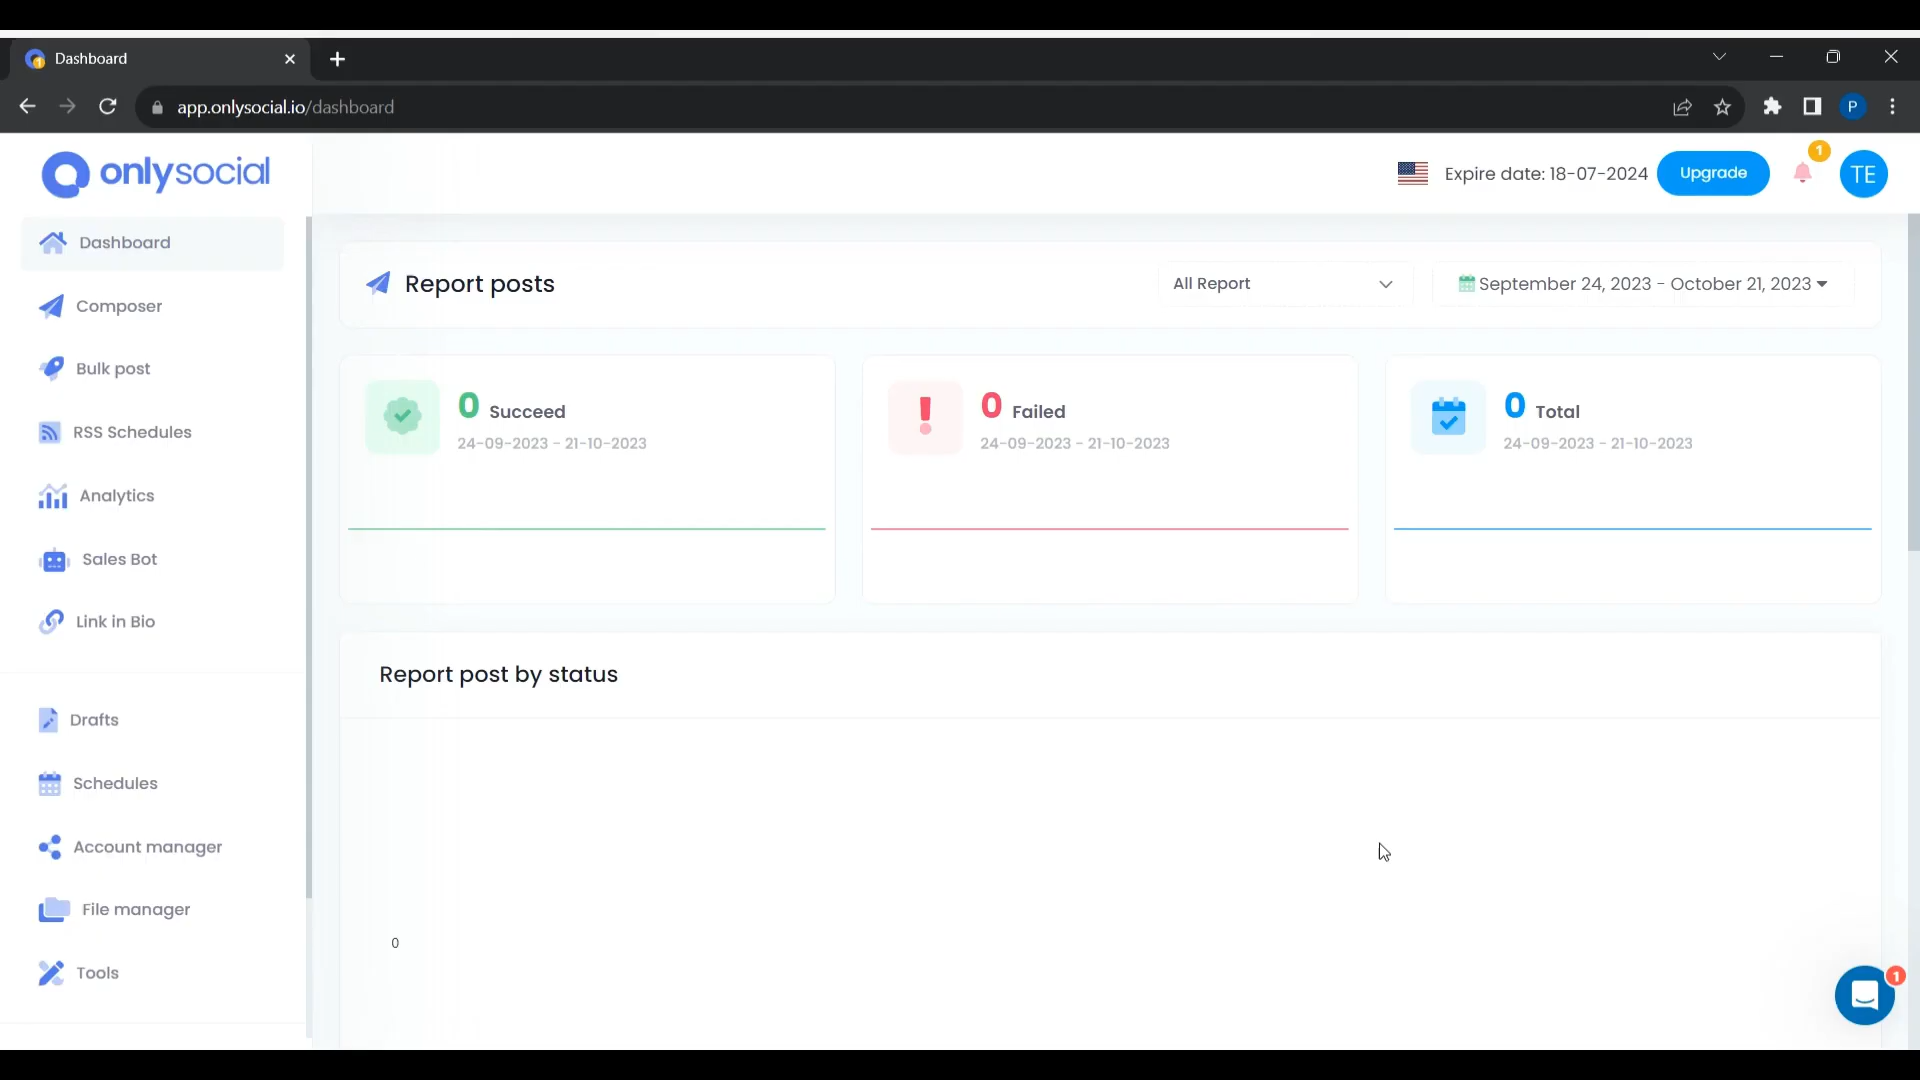 Dashboard
app.onlysocial.io/dashboard
P
onlysocial
Expire date: 18-07-2024
Upgrade
1
TE
Dashboard
Composer
Bulk post
RSS Schedules
Analytics
Sales Bot
Link in Bio
Drafts
Schedules
Account manager
File manager
Tools
Report posts
All Report
September 24, 2023 - October 21, 2023
0 Succeed
24-09-2023 - 21-10-2023
0 Failed
24-09-2023 - 21-10-2023
0 Total
24-09-2023 - 21-10-2023
Report post by status
0
1